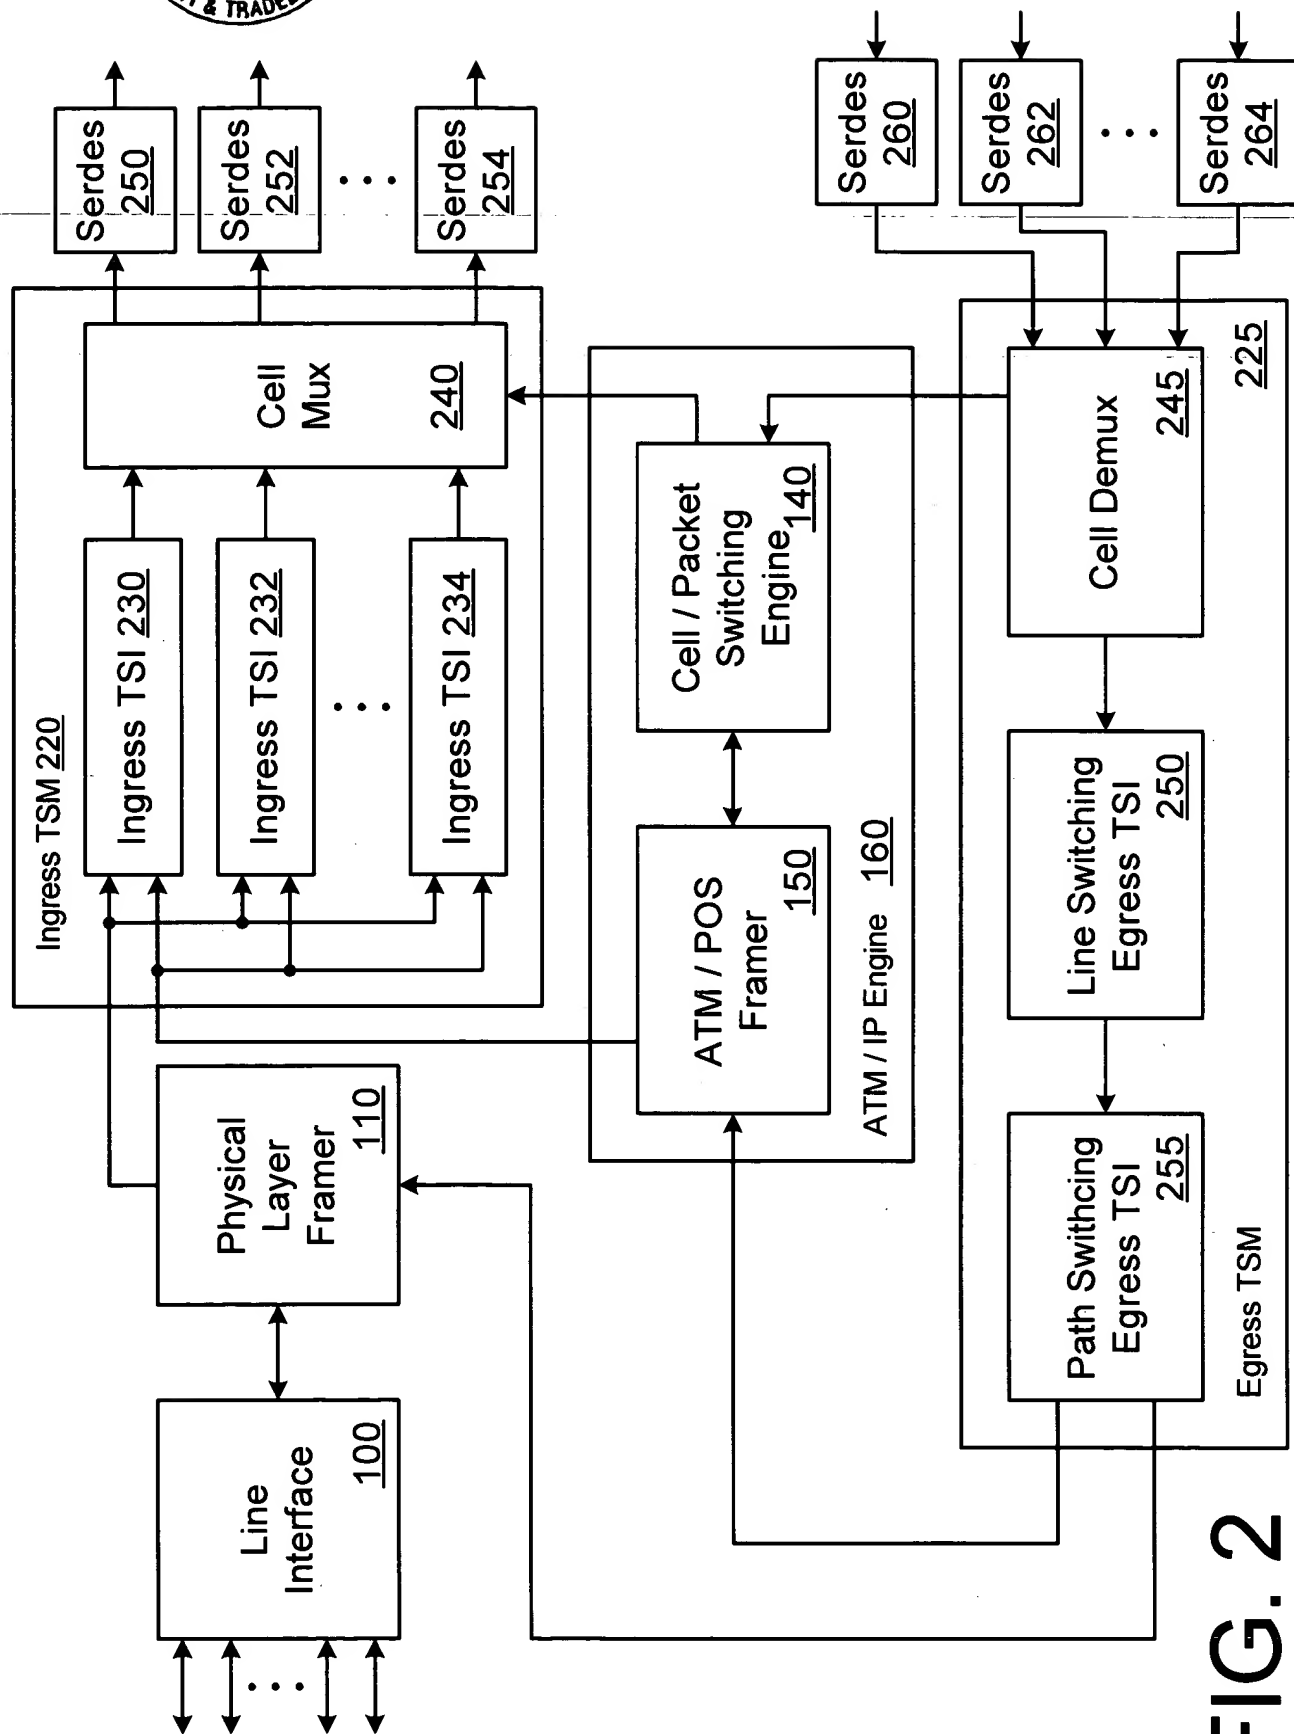 & TRADE
Line
Interface
100
Physical
Layer
Framer
110
Ingress TSM 220
Ingress TSI 230
Ingress TSI 232
Ingress TSI 234
Cell
Mux
240
Serdes
250
Serdes
252
Serdes
254
ATM / POS
Framer
150
Cell / Packet
Switching
Engine
140
ATM / IP Engine 160
Serdes
260
Serdes
262
Serdes
264
Path Swithcing
Egress TSI
255
Line Switching
Egress TSI
250
Cell Demux
245
Egress TSM
225
FIG. 2